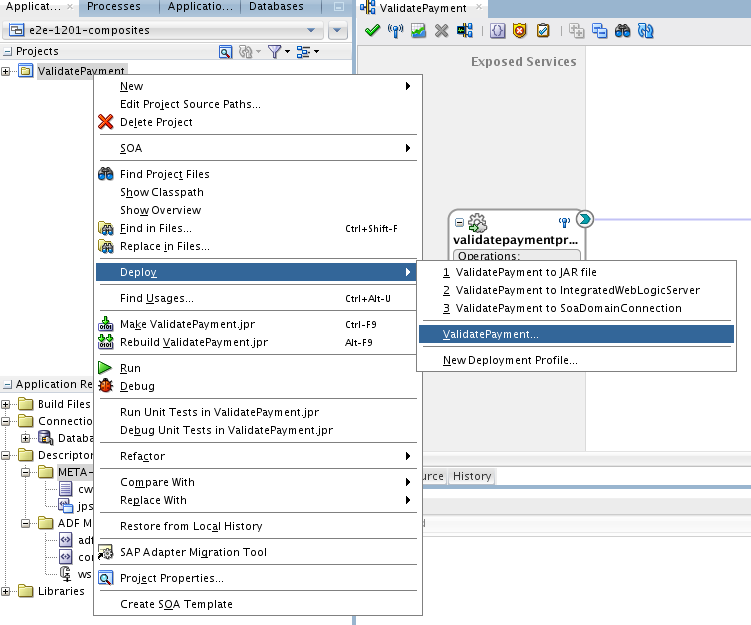 Applicat...
Processes
Applicatio...
Databases
ValidatePayment
e2e-1201-composites
Projects
ValidatePayment
Exposed Services
validatepaymentpr...
Operations:
New
Edit Project Source Paths...
Delete Project
SOA
Find Project Files
Show Classpath
Show Overview
Find in Files... Ctrl+Shift-F
Replace in Files...
Deploy
Find Usages... Ctrl+Alt-U
Make ValidatePayment.jpr Ctrl-F9
Rebuild ValidatePayment.jpr Alt-F9
Run
Debug
Run Unit Tests in ValidatePayment.jpr
Debug Unit Tests in ValidatePayment.jpr
Refactor
Compare With
Replace With
Restore from Local History
SAP Adapter Migration Tool
Project Properties...
Create SOA Template
1 ValidatePayment to JAR file
2 ValidatePayment to IntegratedWebLogicServer
3 ValidatePayment to SoaDomainConnection
ValidatePayment...
New Deployment Profile...
Application Re
Build Files
Connectio
Databa
Descriptor
META-
cw
jps
ADF M
adf
con
ws
Libraries
urce
History